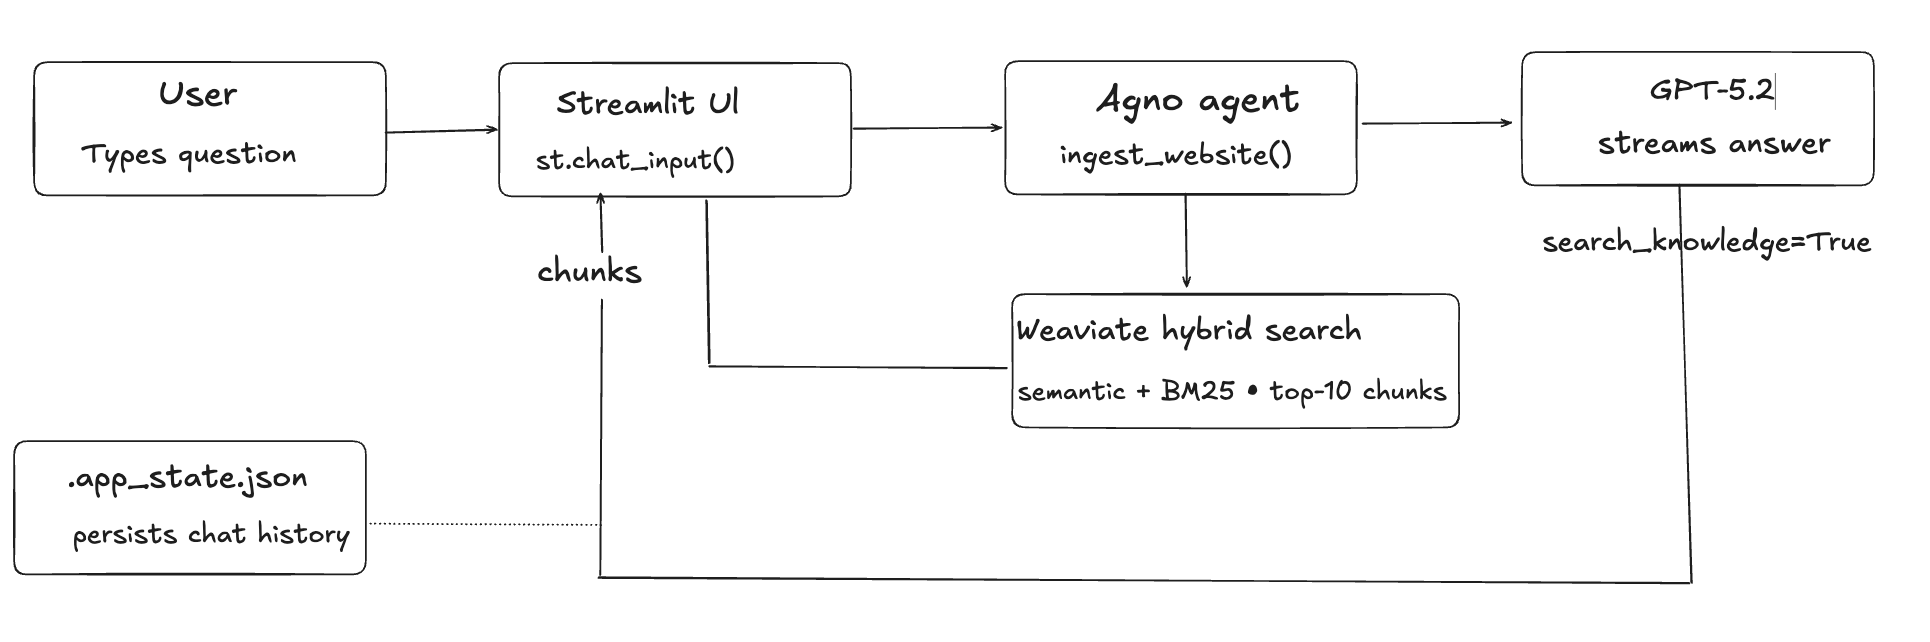 User
Types question
Streamlit UI
st.chat_input()
Agno agent
ingest_website()
GPT-5.2
streams answer
search_knowledge=True
chunks
Weaviate hybrid search
semantic + BM25 • top-10 chunks
.app_state.json
persists chat history